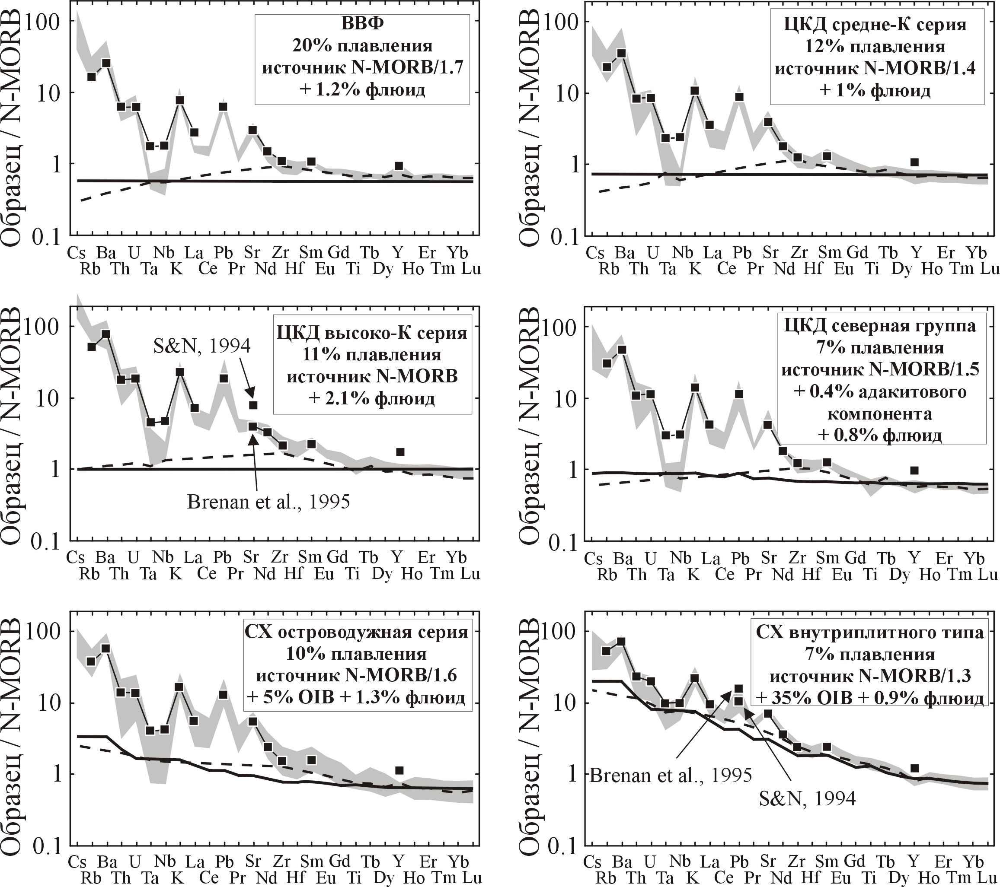 Образец / N-MORB
100
10
1
0.1
ВВФ
20% плавления
источник N-MORB/1.7
+ 1.2% флюид
Cs Ba U Nb La Pb Sr Zr Sm Gd Tb Y Er Yb
Rb Th Ta K Ce Pr Nd Hf Eu Ti Dy Ho Tm Lu
Образец / N-MORB
100
10
1
0.1
ЦКД средне-К серия
12% плавления
источник N-MORB/1.4
+ 1% флюид
Cs Ba U Nb La Pb Sr Zr Sm Gd Tb Y Er Yb
Rb Th Ta K Ce Pr Nd Hf Eu Ti Dy Ho Tm Lu
Образец / N-MORB
100
10
1
0.1
ЦКД высоко-К серия
11% плавления
источник N-MORB
+ 2.1% флюид
S&N, 1994
Brenan et al., 1995
Cs Ba U Nb La Pb Sr Zr Sm Gd Tb Y Er Yb
Rb Th Ta K Ce Pr Nd Hf Eu Ti Dy Ho Tm Lu
Образец / N-MORB
100
10
1
0.1
ЦКД северная группа
7% плавления
источник N-MORB/1.5
+ 0.4% адакитового
компонента
+ 0.8% флюид
Cs Ba U Nb La Pb Sr Zr Sm Gd Tb Y Er Yb
Rb Th Ta K Ce Pr Nd Hf Eu Ti Dy Ho Tm Lu
Образец / N-MORB
100
10
1
0.1
СХ островодужная серия
10% плавления
источник N-MORB/1.6
+ 5% OIB + 1.3% флюид
Cs Ba U Nb La Pb Sr Zr Sm Gd Tb Y Er Yb
Rb Th Ta K Ce Pr Nd Hf Eu Ti Dy Ho Tm Lu
Образец / N-MORB
100
10
1
0.1
СХ внутриплитного типа
7% плавления
источник N-MORB/1.3
+ 35% OIB + 0.9% флюид
Brenan et al., 1995
S&N, 1994
Cs Ba U Nb La Pb Sr Zr Sm Gd Tb Y Er Yb
Rb Th Ta K Ce Pr Nd Hf Eu Ti Dy Ho Tm Lu